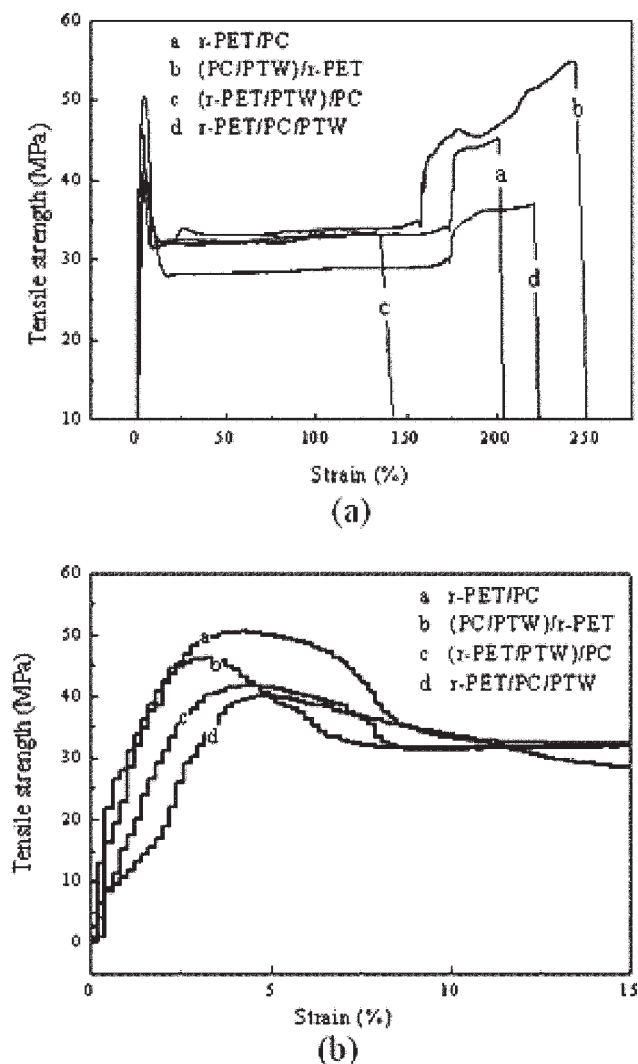 60
50
40
30
20
10
Tensile strength (MPa)
a r-PET/PC
b (PC/PTW)/r-PET
c (r-PET/PTW)/PC
d r-PET/PC/PTW
b
a
d
c
0 50 100 150 200 250
Strain (%)
(a)
60
50
40
30
20
10
0
Tensile strength (MPa)
a r-PET/PC
b (PC/PTW)/r-PET
c (r-PET/PTW)/PC
d r-PET/PC/PTW
a
b
c
d
0 5 10 15
Strain (%)
(b)